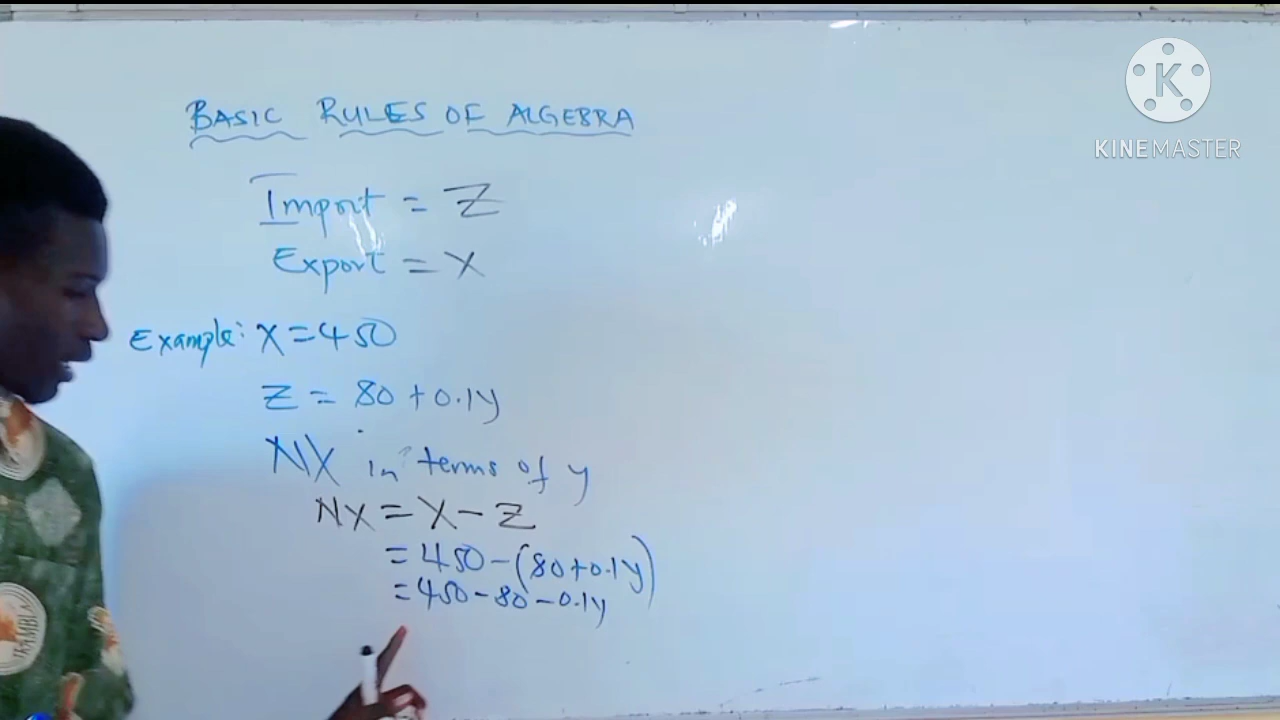 BASIC RULES OF ALGEBRA
Import = Z
Export = X
Example: X = 450
Z = 80 + 0.1y
NX in terms of y
NX = X - Z
= 450 - (80 + 0.1y)
= 450 - 80 - 0.1y
K
KINEMASTER